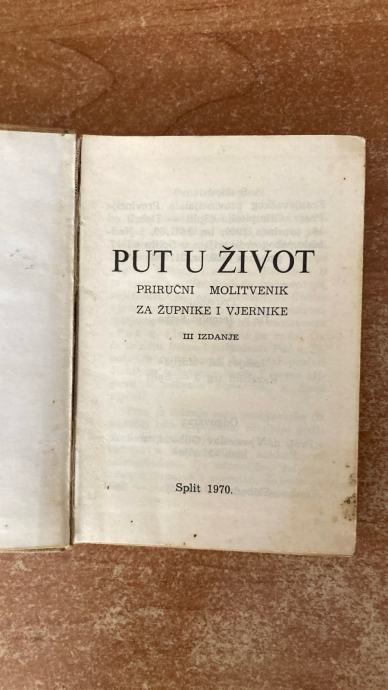 PUT U ŽIVOT
PRIRUČNI MOLITVENIK
ZA ŽUPNIKE I VJERNIKE
III IZDANJE
Split 1970.